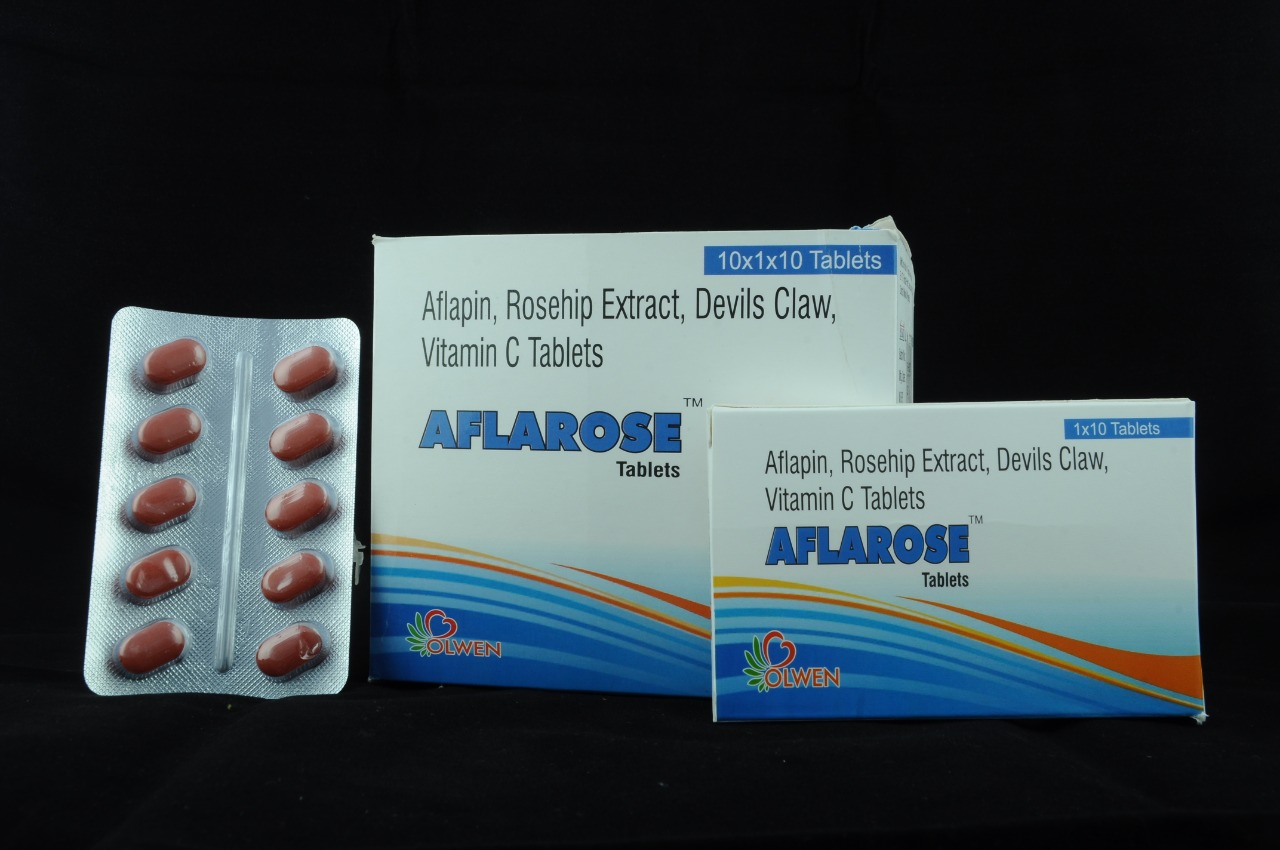 10x1x10 Tablets
Aflapin, Rosehip Extract, Devils Claw,
Vitamin C Tablets
AFLAROSE™
Tablets
OLWEN
1x10 Tablets
Aflapin, Rosehip Extract, Devils Claw,
Vitamin C Tablets
AFLAROSE™
Tablets
OLWEN